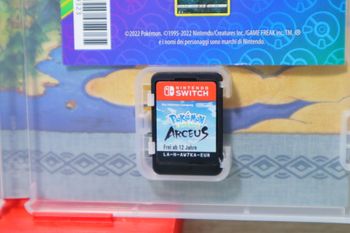 ©2022 Pokémon. ©1995-2022 Nintendo/Creatures Inc./GAME FREAK Inc. TM, ®
e i nomi dei personaggi sono marchi di Nintendo.
NINTENDO
SWITCH
POKÉMON
LEGENDS
ARCEUS
Frei ab 12 Jahre
LA-H-AW7KA-EUR